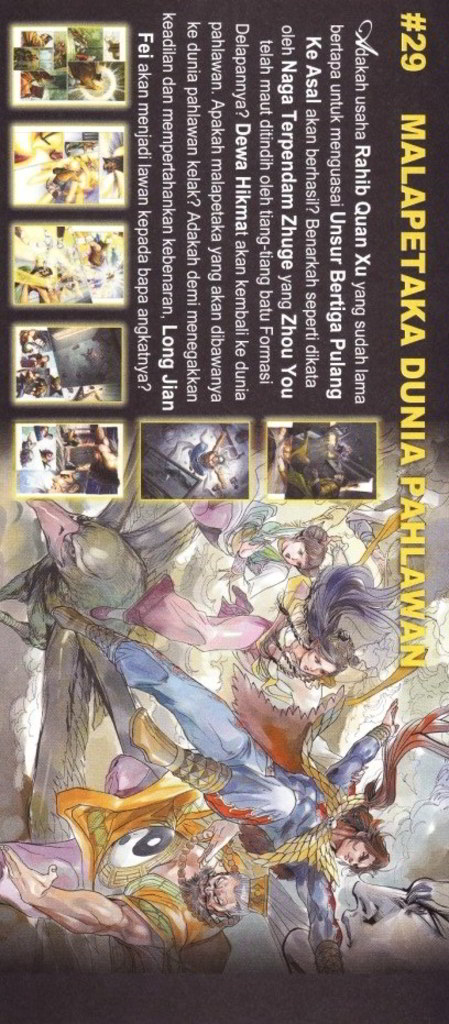 #29 MALAPETAKA DUNIA PAHLAWAN
Adakah usaha Rahib Quan Xu yang sudah lama
bertapa untuk menguasai Unsur Bertiga Pulang
Ke Asal akan berhasil? Benarkah seperti dikata
oleh Naga Terpendam Zhuge yang Zhou You
telah maut ditindih oleh tiang-tiang batu Formasi
Delapannya? Dewa Hikmat akan kembali ke dunia
pahlawan. Apakah malapetaka yang akan dibawanya
ke dunia pahlawan kelak? Adakah demi menegakkan
keadilan dan mempertahankan kebenaran, Long Jian
Fei akan menjadi lawan kepada bapa angkatnya?